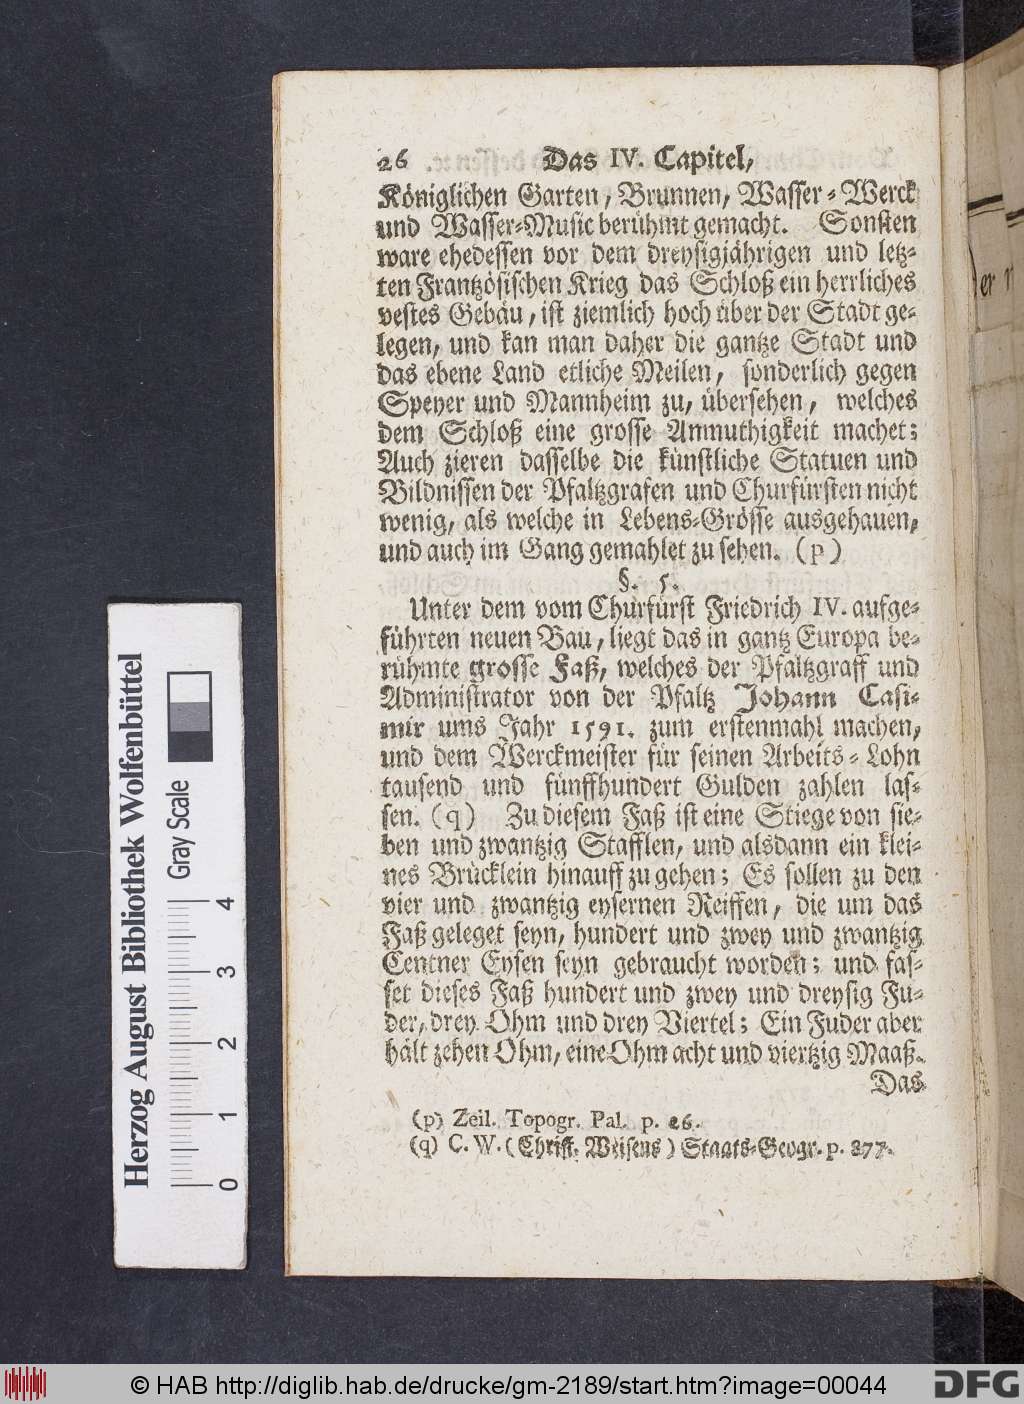 26 Das IV. Capitel,
Königlichen Garten, Brunnen, Wasser-Werck
und Wasser-Music berühmt gemacht. Sonsten
ware ehedessen vor dem dreysigjährigen und letz-
ten Frantzösischen Krieg das Schloß ein herrliches
vestes Gebäu, ist ziemlich hoch über der Stadt ge-
legen, und kan man daher die gantze Stadt und
das ebene Land etliche Meilen, sonderlich gegen
Speyer und Mannheim zu, übersehen, welches
dem Schloß eine grosse Anmuthigkeit machet;
Auch zieren dasselbe die künstliche Statuen und
Bildnissen der Pfaltzgrafen und Churfürsten nicht
wenig, als welche in Lebens-Grösse ausgehauen,
und auch im Gang gemahlet zu sehen. (p)
§. 5.
Unter dem vom Churfürst Friedrich IV. aufge-
führten neuen Bau, liegt das in gantz Europa be-
rühmte grosse Faß, welches der Pfaltzgraff und
Administrator von der Pfaltz Johann Casi-
mir ums Jahr 1591. zum erstenmahl machen,
und dem Werckmeister für seinen Arbeits-Lohn
tausend und fünffhundert Gulden zahlen las-
sen. (q) Zu diesem Faß ist eine Stiege von sie-
ben und zwantzig Stafflen, und alsdann ein klei-
nes Brücklein hinauff zu gehen; Es sollen zu den
vier und zwantzig eysernen Reiffen, die um das
Faß geleget seyn, hundert und zwey und zwantzig
Centner Eysen seyn gebraucht worden; und fas-
set dieses Faß hundert und zwey und dreysig Fu-
der, drey Ohm und drey Viertel; Ein Fuder aber
hält zehen Ohm, eine Ohm acht und viertzig Maaß.
Das
(p) Zeil. Topogr. Pal. p. 26.
(q) C. W. (Christ. Weisens) Staats-Geogr. p. 377.
Herzog August Bibliothek Wolfenbüttel
Gray Scale
0 1 2 3 4
© HAB http://diglib.hab.de/drucke/gm-2189/start.htm?image=00044
DFG